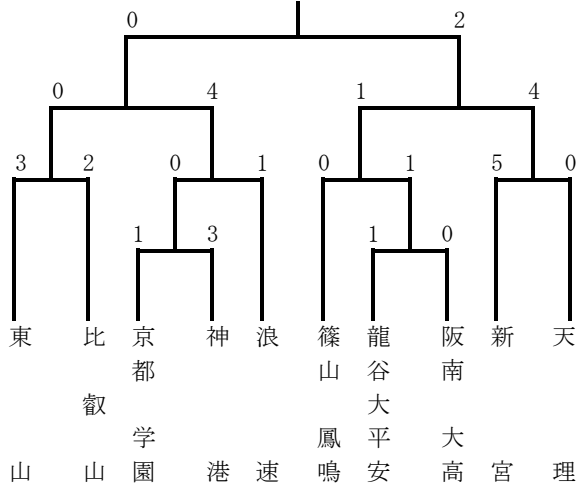 0 2
0 4 1 4
3 2 0 1 0 1 5 0
1 3 1 0
東山
比叡山
京都学園
神港
浪速
篠山鳳鳴
龍谷大平安
阪南大高
新宮
天理